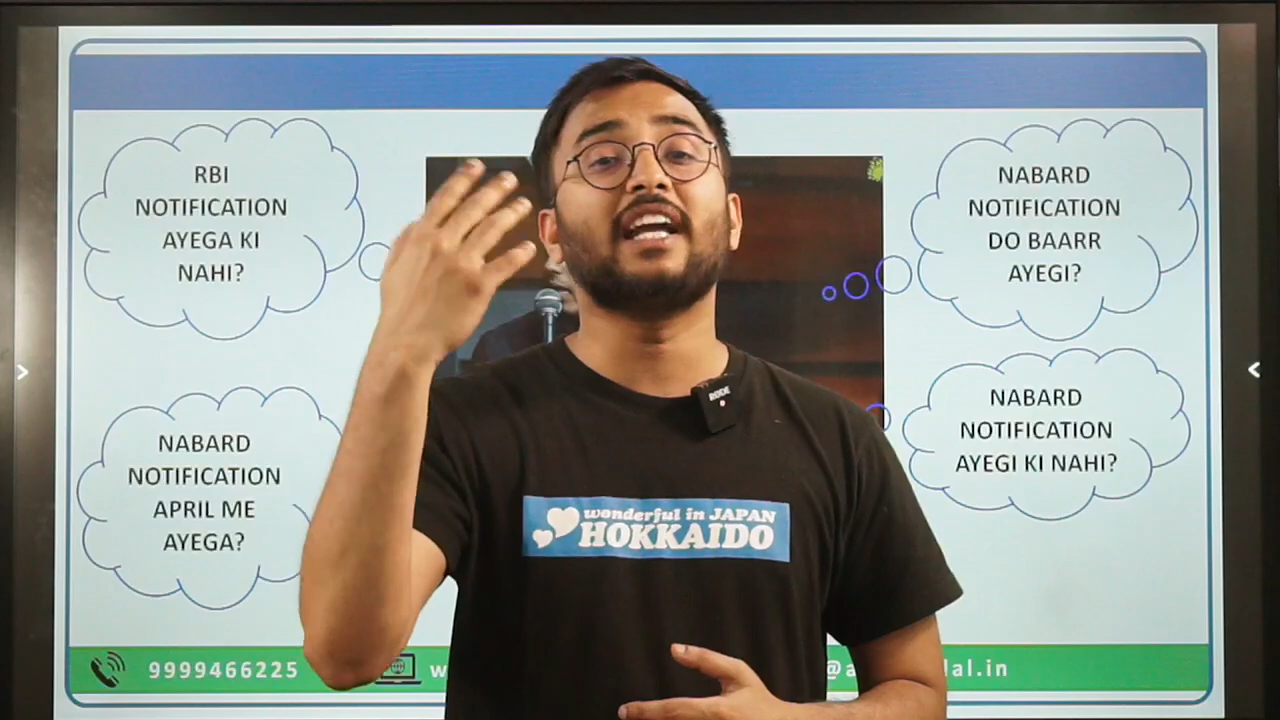 RBI
NOTIFICATION
AYEGA KI
NAHI?
NABARD
NOTIFICATION
DO BAARR
AYEGI?
NABARD
NOTIFICATION
APRIL ME
AYEGA?
NABARD
NOTIFICATION
AYEGI KI NAHI?
RØDE
wonderful in JAPAN
HOKKAIDO
9999466225